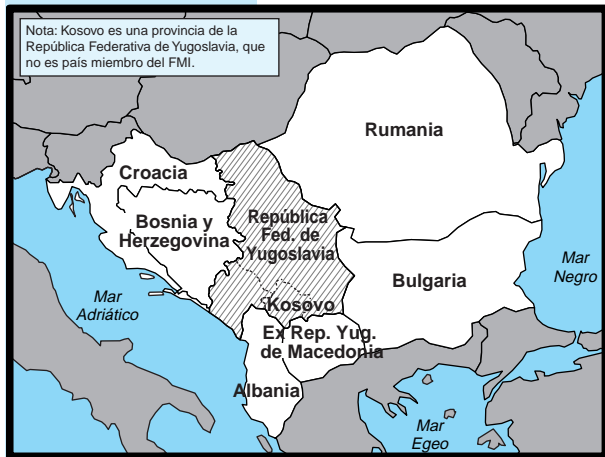 Nota: Kosovo es una provincia de la
República Federativa de Yugoslavia, que
no es país miembro del FMI.
Rumania
Croacia
Bosnia y
Herzegovina
República
Fed. de
Yugoslavia
Mar
Negro
Bulgaria
Mar
Adriático
Kosovo
Ex Rep. Yug.
de Macedonia
Albania
Mar
Egeo